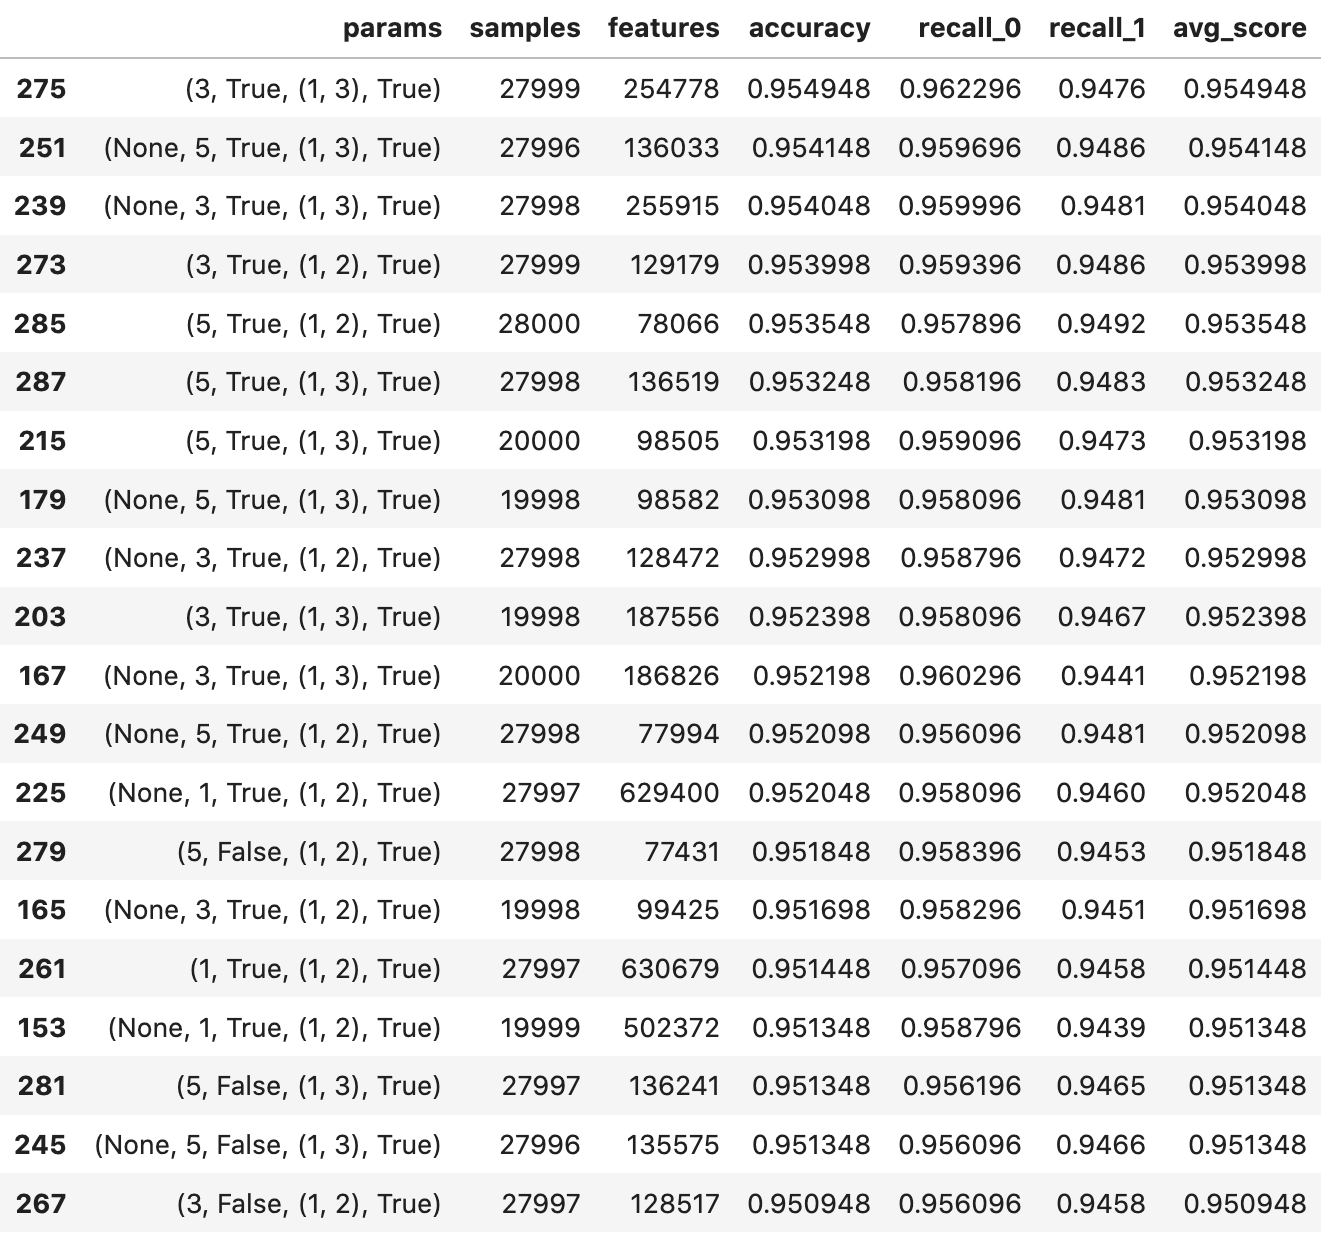 params samples features accuracy recall_0 recall_1 avg_score
275 (3, True, (1, 3), True) 27999 254778 0.954948 0.962296 0.9476 0.954948
251 (None, 5, True, (1, 3), True) 27996 136033 0.954148 0.959696 0.9486 0.954148
239 (None, 3, True, (1, 3), True) 27998 255915 0.954048 0.959996 0.9481 0.954048
273 (3, True, (1, 2), True) 27999 129179 0.953998 0.959396 0.9486 0.953998
285 (5, True, (1, 2), True) 28000 78066 0.953548 0.957896 0.9492 0.953548
287 (5, True, (1, 3), True) 27998 136519 0.953248 0.958196 0.9483 0.953248
215 (5, True, (1, 3), True) 20000 98505 0.953198 0.959096 0.9473 0.953198
179 (None, 5, True, (1, 3), True) 19998 98582 0.953098 0.958096 0.9481 0.953098
237 (None, 3, True, (1, 2), True) 27998 128472 0.952998 0.958796 0.9472 0.952998
203 (3, True, (1, 3), True) 19998 187556 0.952398 0.958096 0.9467 0.952398
167 (None, 3, True, (1, 3), True) 20000 186826 0.952198 0.960296 0.9441 0.952198
249 (None, 5, True, (1, 2), True) 27998 77994 0.952098 0.956096 0.9481 0.952098
225 (None, 1, True, (1, 2), True) 27997 629400 0.952048 0.958096 0.9460 0.952048
279 (5, False, (1, 2), True) 27998 77431 0.951848 0.958396 0.9453 0.951848
165 (None, 3, True, (1, 2), True) 19998 99425 0.951698 0.958296 0.9451 0.951698
261 (1, True, (1, 2), True) 27997 630679 0.951448 0.957096 0.9458 0.951448
153 (None, 1, True, (1, 2), True) 19999 502372 0.951348 0.958796 0.9439 0.951348
281 (5, False, (1, 3), True) 27997 136241 0.951348 0.956196 0.9465 0.951348
245 (None, 5, False, (1, 3), True) 27996 135575 0.951348 0.956096 0.9466 0.951348
267 (3, False, (1, 2), True) 27997 128517 0.950948 0.956096 0.9458 0.950948